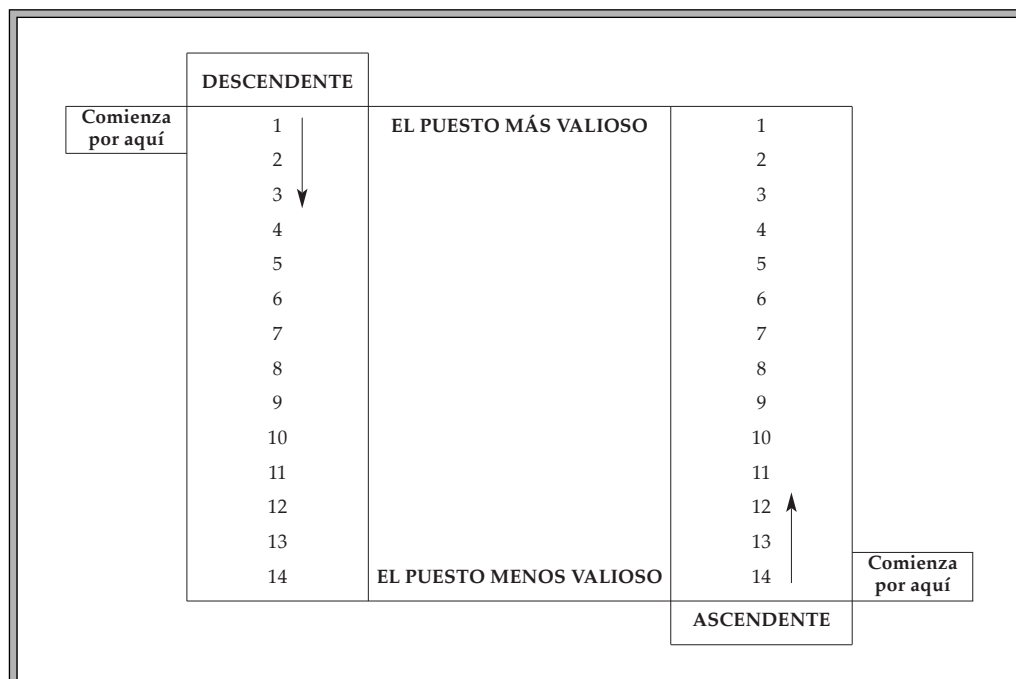 DESCENDENTE
Comienza
por aquí
1 EL PUESTO MÁS VALIOSO 1
2 2
3 3
4 4
5 5
6 6
7 7
8 8
9 9
10 10
11 11
12 12
13 13
14 EL PUESTO MENOS VALIOSO 14
Comienza
por aquí
ASCENDENTE